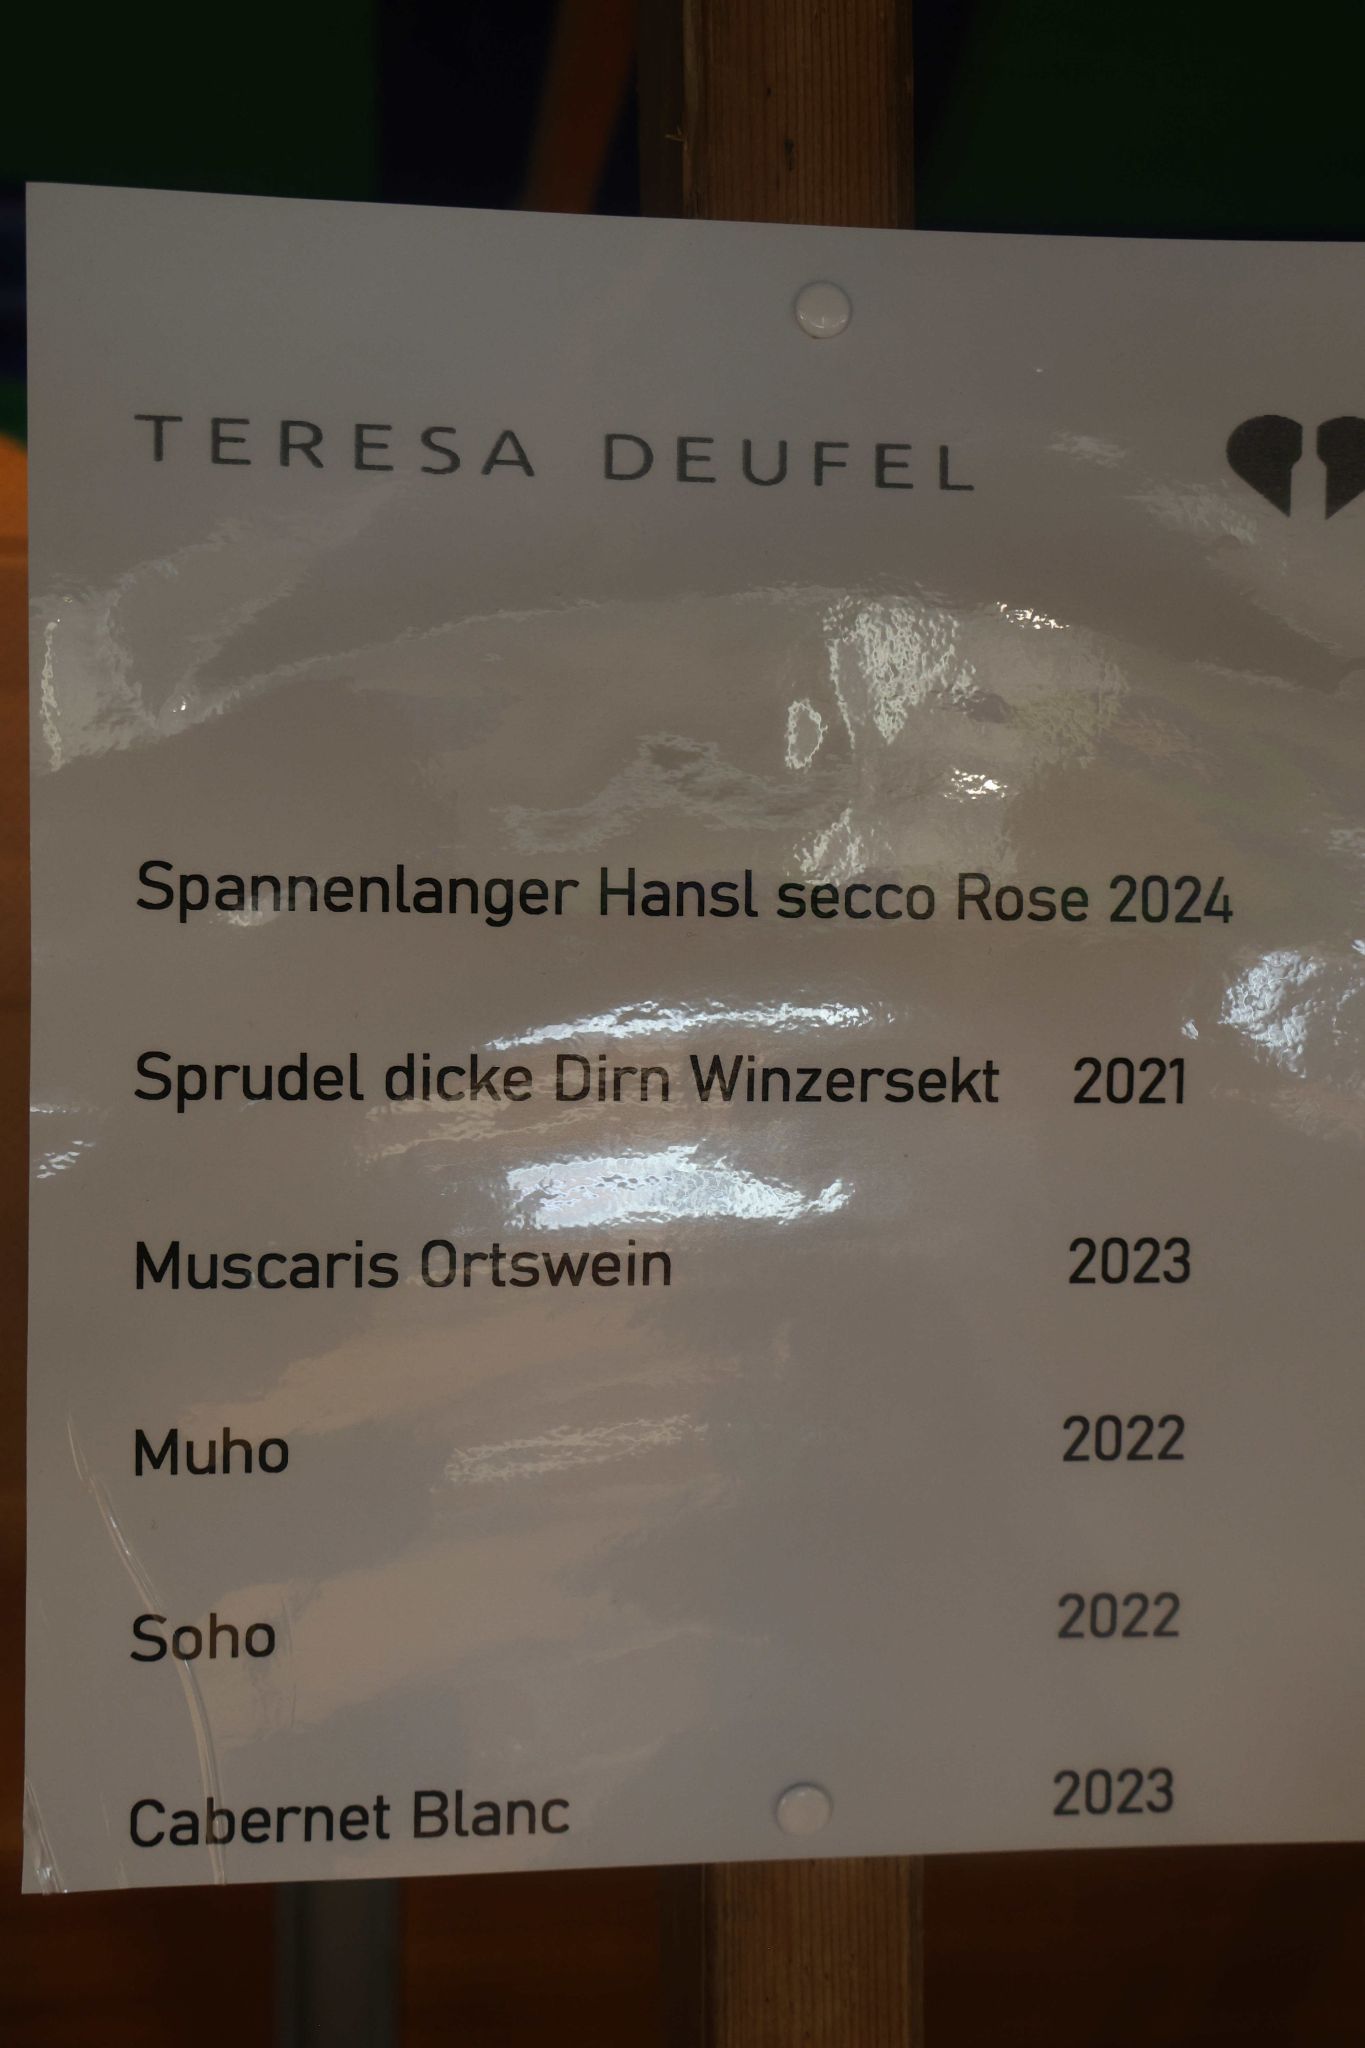 TERESA DEUFEL
Spannenlanger Hansl secco Rose 2024
Sprudel dicke Dirn Winzersekt 2021
Muscaris Ortswein 2023
Muho 2022
Soho 2022
Cabernet Blanc 2023